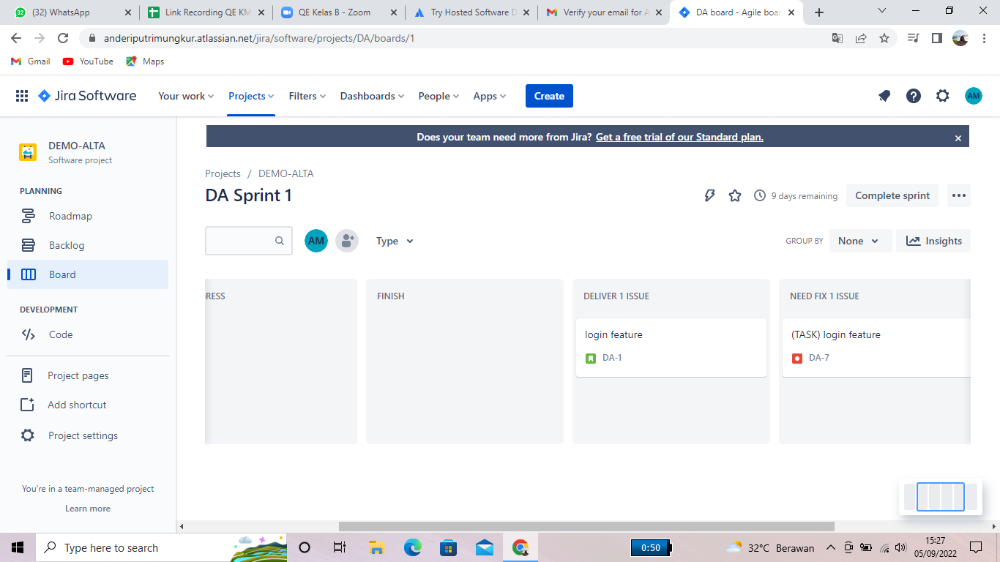 (32) WhatsApp
Link Recording QE KM
QE Kelas B - Zoom
Try Hosted Software D
Verify your email for A
DA board - Agile boar
anderiputrimungkur.atlassian.net/jira/software/projects/DA/boards/1
Gmail
YouTube
Maps
Jira Software
Your work
Projects
Filters
Dashboards
People
Apps
Create
AM
Does your team need more from Jira? Get a free trial of our Standard plan.
DEMO-ALTA
Software project
PLANNING
Roadmap
Backlog
Board
DEVELOPMENT
Code
Project pages
Add shortcut
Project settings
You're in a team-managed project
Learn more
Projects / DEMO-ALTA
DA Sprint 1
9 days remaining
Complete sprint
AM
Type
GROUP BY
None
Insights
RESS
FINISH
DELIVER 1 ISSUE
login feature
DA-1
NEED FIX 1 ISSUE
(TASK) login feature
DA-7
Type here to search
0:50
32°C Berawan
15:27
05/09/2022